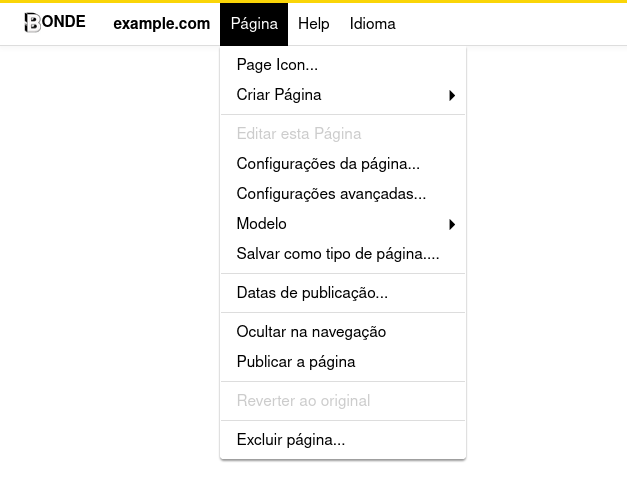 BONDE example.com Página Help Idioma
Page Icon...
Criar Página
Editar esta Página
Configurações da página...
Configurações avançadas...
Modelo
Salvar como tipo de página....
Datas de publicação...
Ocultar na navegação
Publicar a página
Reverter ao original
Excluir página...